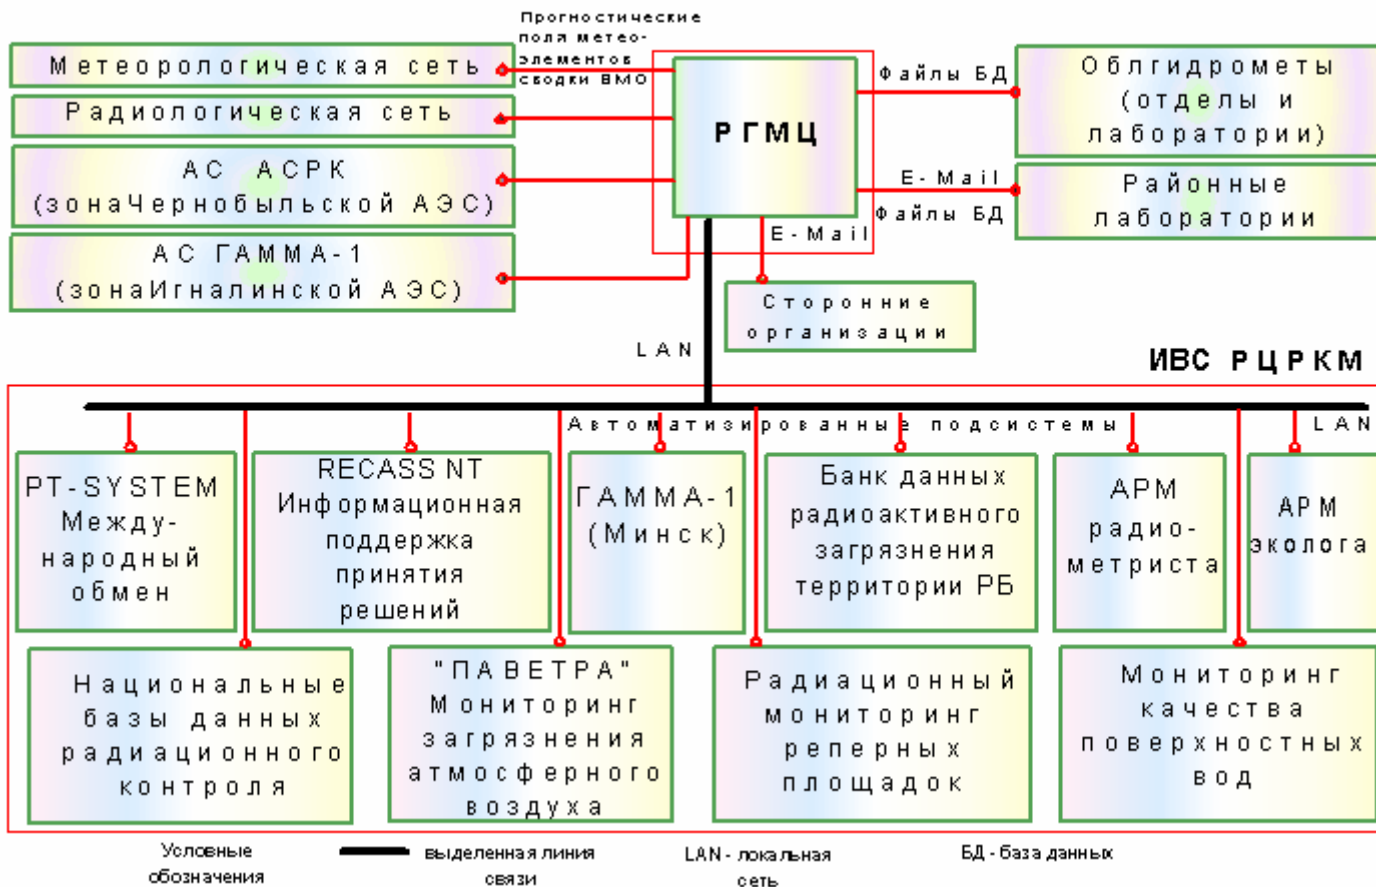 Прогностические
поля метео-
элементов
сводки ВМО
Метеорологическая сеть
Радиологическая сеть
АС АСРК
(зонаЧернобыльской АЭС)
АС ГАММА-1
(зонаИгналинской АЭС)
РГМЦ
Файлы БД
E-Mail
Файлы БД
Облгидрометы
(отделы и
лаборатории)
Районные
лаборатории
E-Mail
Сторонние
организации
LAN
ИВС РЦРКМ
Автоматизированные подсистемы
LAN
PT-SYSTEM
Между-
народный
обмен
RECASS NT
Информационная
поддержка
принятия
решений
ГАММА-1
(Минск)
Банк данных
радиоактивного
загрязнения
территории РБ
АРМ
радио-
метриста
АРМ
эколога
Национальные
базы данных
радиационного
контроля
"ПАВЕТРА"
Мониторинг
загрязнения
атмосферного
воздуха
Радиационный
мониторинг
реперных
площадок
Мониторинг
качества
поверхностных
вод
Условные
обозначения
выделенная линия
связи
LAN - локальная
сеть
БД - база данных